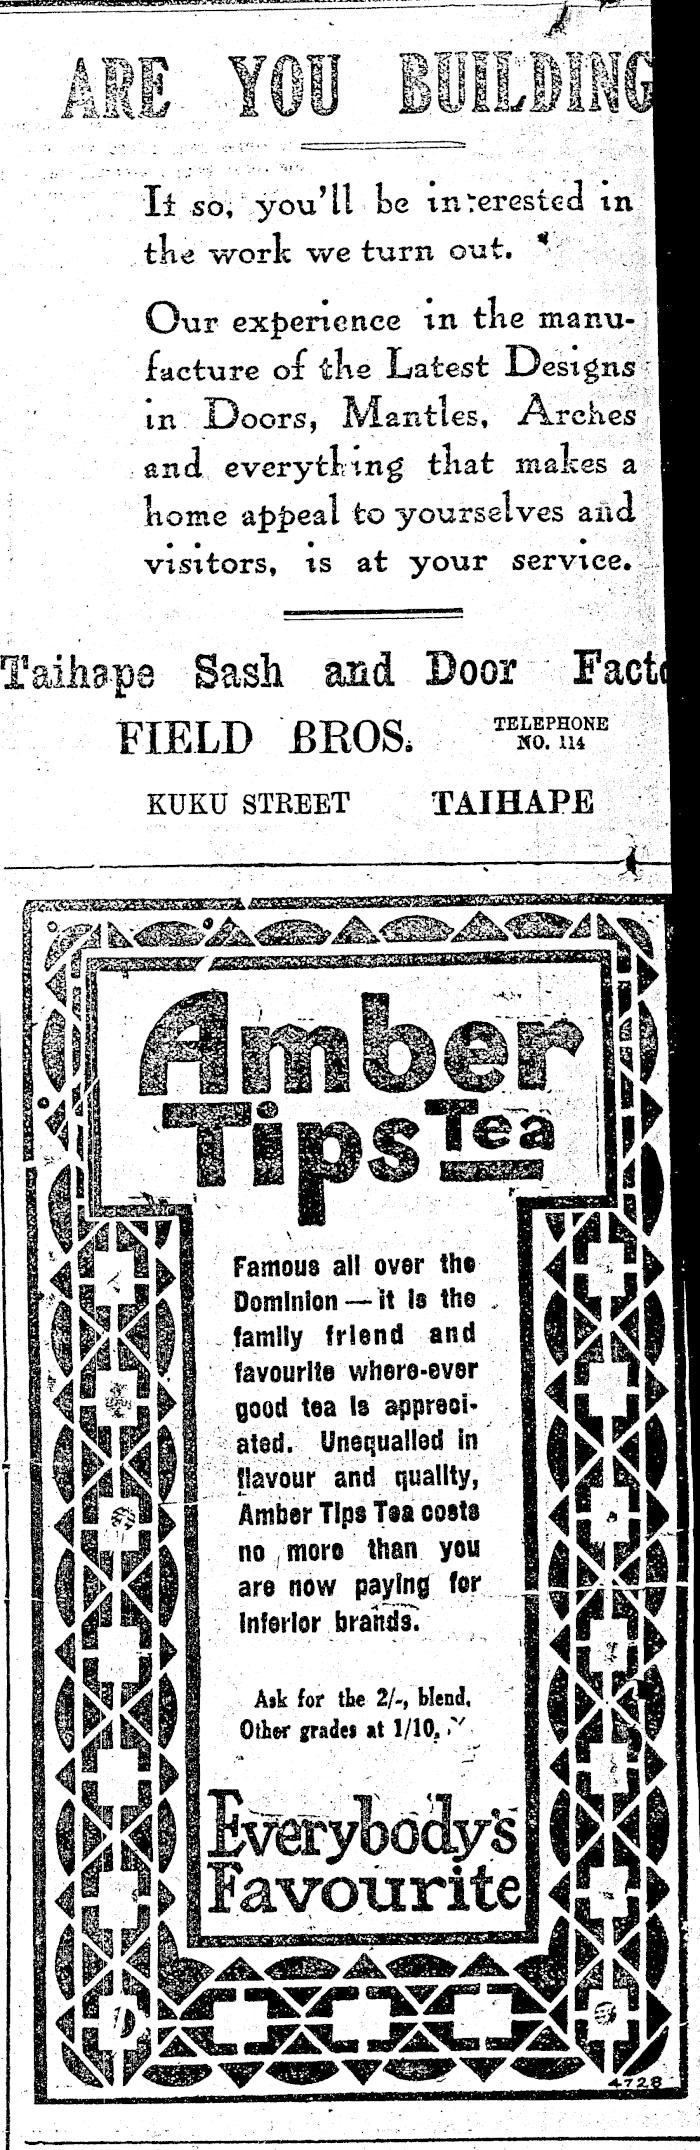 ARE YOU BUILDING
If so, you'll be interested in
the work we turn out.
Our experience in the manu-
facture of the Latest Designs
in Doors, Mantles, Arches
and everything that makes a
home appeal to yourselves and
visitors, is at your service.
Taihape Sash and Door Facto
FIELD BROS.
TELEPHONE
NO. 114
KUKU STREET TAIHAPE
Amber
Tips Tea
Famous all over the
Dominion — it is the
family friend and
favourite where-ever
good tea is appreci-
ated. Unequalled in
flavour and quality,
Amber Tips Tea costs
no more than you
are now paying for
inferior brands.
Ask for the 2/-, blend.
Other grades at 1/10,
Everybody's
Favourite
4728